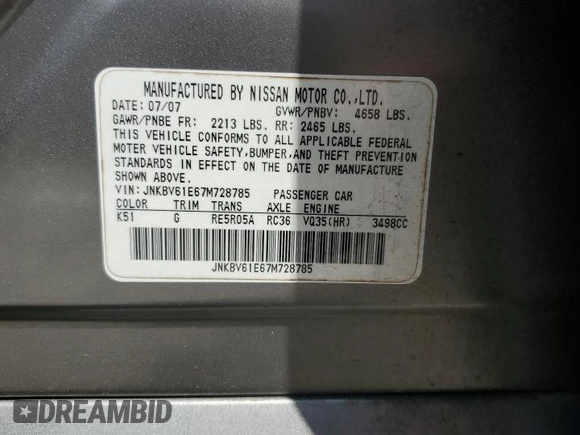 MANUFACTURED BY NISSAN MOTOR CO.,LTD.
DATE: 07/07 GVWR/PNBV: 4658 LBS.
GAWR/PNBE FR: 2213 LBS. RR: 2465 LBS.
THIS VEHICLE CONFORMS TO ALL APPLICABLE FEDERAL
MOTER VEHICLE SAFETY,BUMPER,AND THEFT PREVENTION
STANDARDS IN EFFECT ON THE DATE OF MANUFACTURE
SHOWN ABOVE.
VIN: JNKBV61E67M728785 PASSENGER CAR
COLOR TRIM TRANS AXLE ENGINE
K51 G RE5R05A RC36 VQ35(HR) 3498CC
JNKBV61E67M728785
DREAMBID